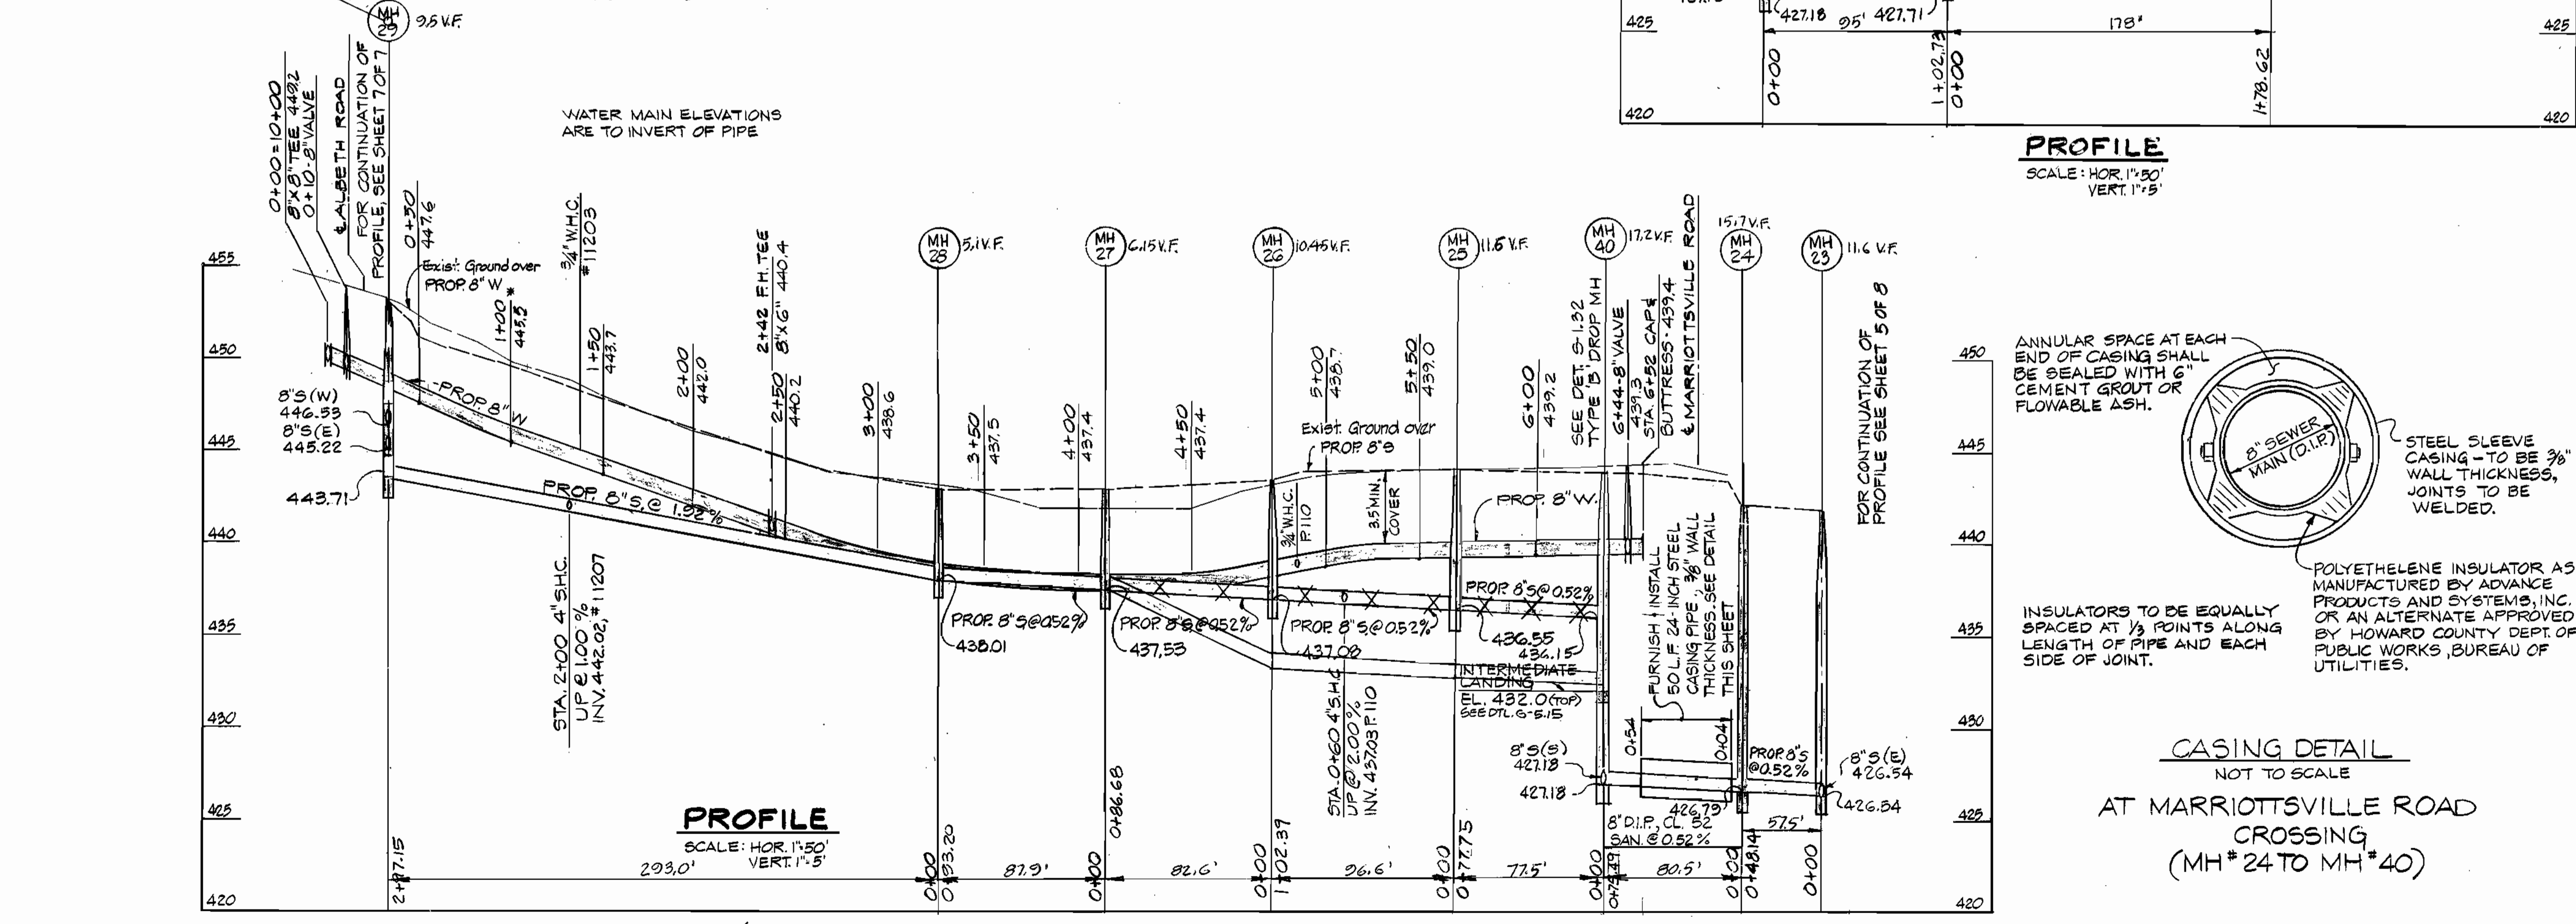 MH
29
9.5 V.F.
0+00=10+00
8"X8" TEE 449.2
0+10-8" VALVE
℄ ALBETH ROAD
FOR CONTINUATION OF
PROFILE, SEE SHEET 7 OF 7
0+50
447.6
Exist. Ground over
PROP. 8" W
WATER MAIN ELEVATIONS
ARE TO INVERT OF PIPE
1+00 *
445.5
3/4" W.H.C.
#11203
1+50
443.7
2+00
442.0
2+42 F.H. TEE
8"X6" 440.4
2+50
440.2
3+00
438.6
MH
28
5.1 V.F.
3+50
437.5
4+00
437.4
MH
27
6.15 V.F.
4+50
437.4
MH
26
10.45 V.F.
5+00
438.7
Exist. Ground over
PROP. 8"S
3/4" W.H.C.
P. 110
3.5' MIN.
COVER
5+50
439.0
MH
25
11.6 V.F.
PROP. 8" W.
6+00
439.2
SEE DET. S-1.32
TYPE 'B' DROP MH
MH
40
17.2 V.F.
6+44-8" VALVE
439.3
STA. 6+52 CAP &
BUTTRESS-439.4
℄ MARRIOTTSVILLE ROAD
15.7 V.F.
MH
24
MH
23
11.6 V.F.
FOR CONTINUATION OF
PROFILE SEE SHEET 5 OF 8
455
450
445
440
435
430
425
420
450
445
440
435
430
425
420
8"S (W)
446.53
8"S (E)
445.22
443.71
PROP. 8" W
PROP. 8" S. @ 1.92%
STA. 2+00 4" S.H.C.
UP @ 1.00 %
INV. 442.02, #11207
PROP. 8"S @ 0.52%
438.01
PROP. 8"S @ 0.52%
437.53
PROP. 8"S @ 0.52%
437.08
STA. 0+60 4" S.H.C.
UP @ 2.00%
INV. 437.03 P. 110
PROP. 8"S @ 0.52%
436.55
436.15
INTERMEDIATE
LANDING
EL. 432.0 (TOP)
SEE DTL. G-5.15
FURNISH & INSTALL
50 L.F. 24-INCH STEEL
CASING PIPE, 3/8" WALL
THICKNESS. SEE DETAIL
THIS SHEET
0+54
0+04
8"S (S)
427.18
427.18
426.73
8" D.I.P., CL. 52
SAN. @ 0.52%
PROP. 8"S
@0.52%
8"S (E)
426.54
426.54
57.5'
PROFILE
SCALE: HOR. 1"=50'
VERT. 1"=5'
293.0'
0+00
87.9'
0+86.68
0+00
82.6'
0+00
1+02.39
96.6'
0+00
0+77.75
77.5'
0+00
80.5'
0+00
0+48.14
0+00
425
427.18
95'
427.71
178'
425
0+00
1+02.73
0+00
1+78.62
420
420
PROFILE
SCALE: HOR. 1"=50'
VERT. 1"=5'
ANNULAR SPACE AT EACH
END OF CASING SHALL
BE SEALED WITH 6"
CEMENT GROUT OR
FLOWABLE ASH.
8" SEWER
MAIN (D.I.P.)
STEEL SLEEVE
CASING-TO BE 3/8"
WALL THICKNESS,
JOINTS TO BE
WELDED.
POLYETHELENE INSULATOR AS
MANUFACTURED BY ADVANCE
PRODUCTS AND SYSTEMS, INC.
OR AN ALTERNATE APPROVED
BY HOWARD COUNTY DEPT. OF
PUBLIC WORKS, BUREAU OF
UTILITIES.
INSULATORS TO BE EQUALLY
SPACED AT 1/3 POINTS ALONG
LENGTH OF PIPE AND EACH
SIDE OF JOINT.
CASING DETAIL
NOT TO SCALE
AT MARRIOTTSVILLE ROAD
CROSSING
(MH #24 TO MH #40)